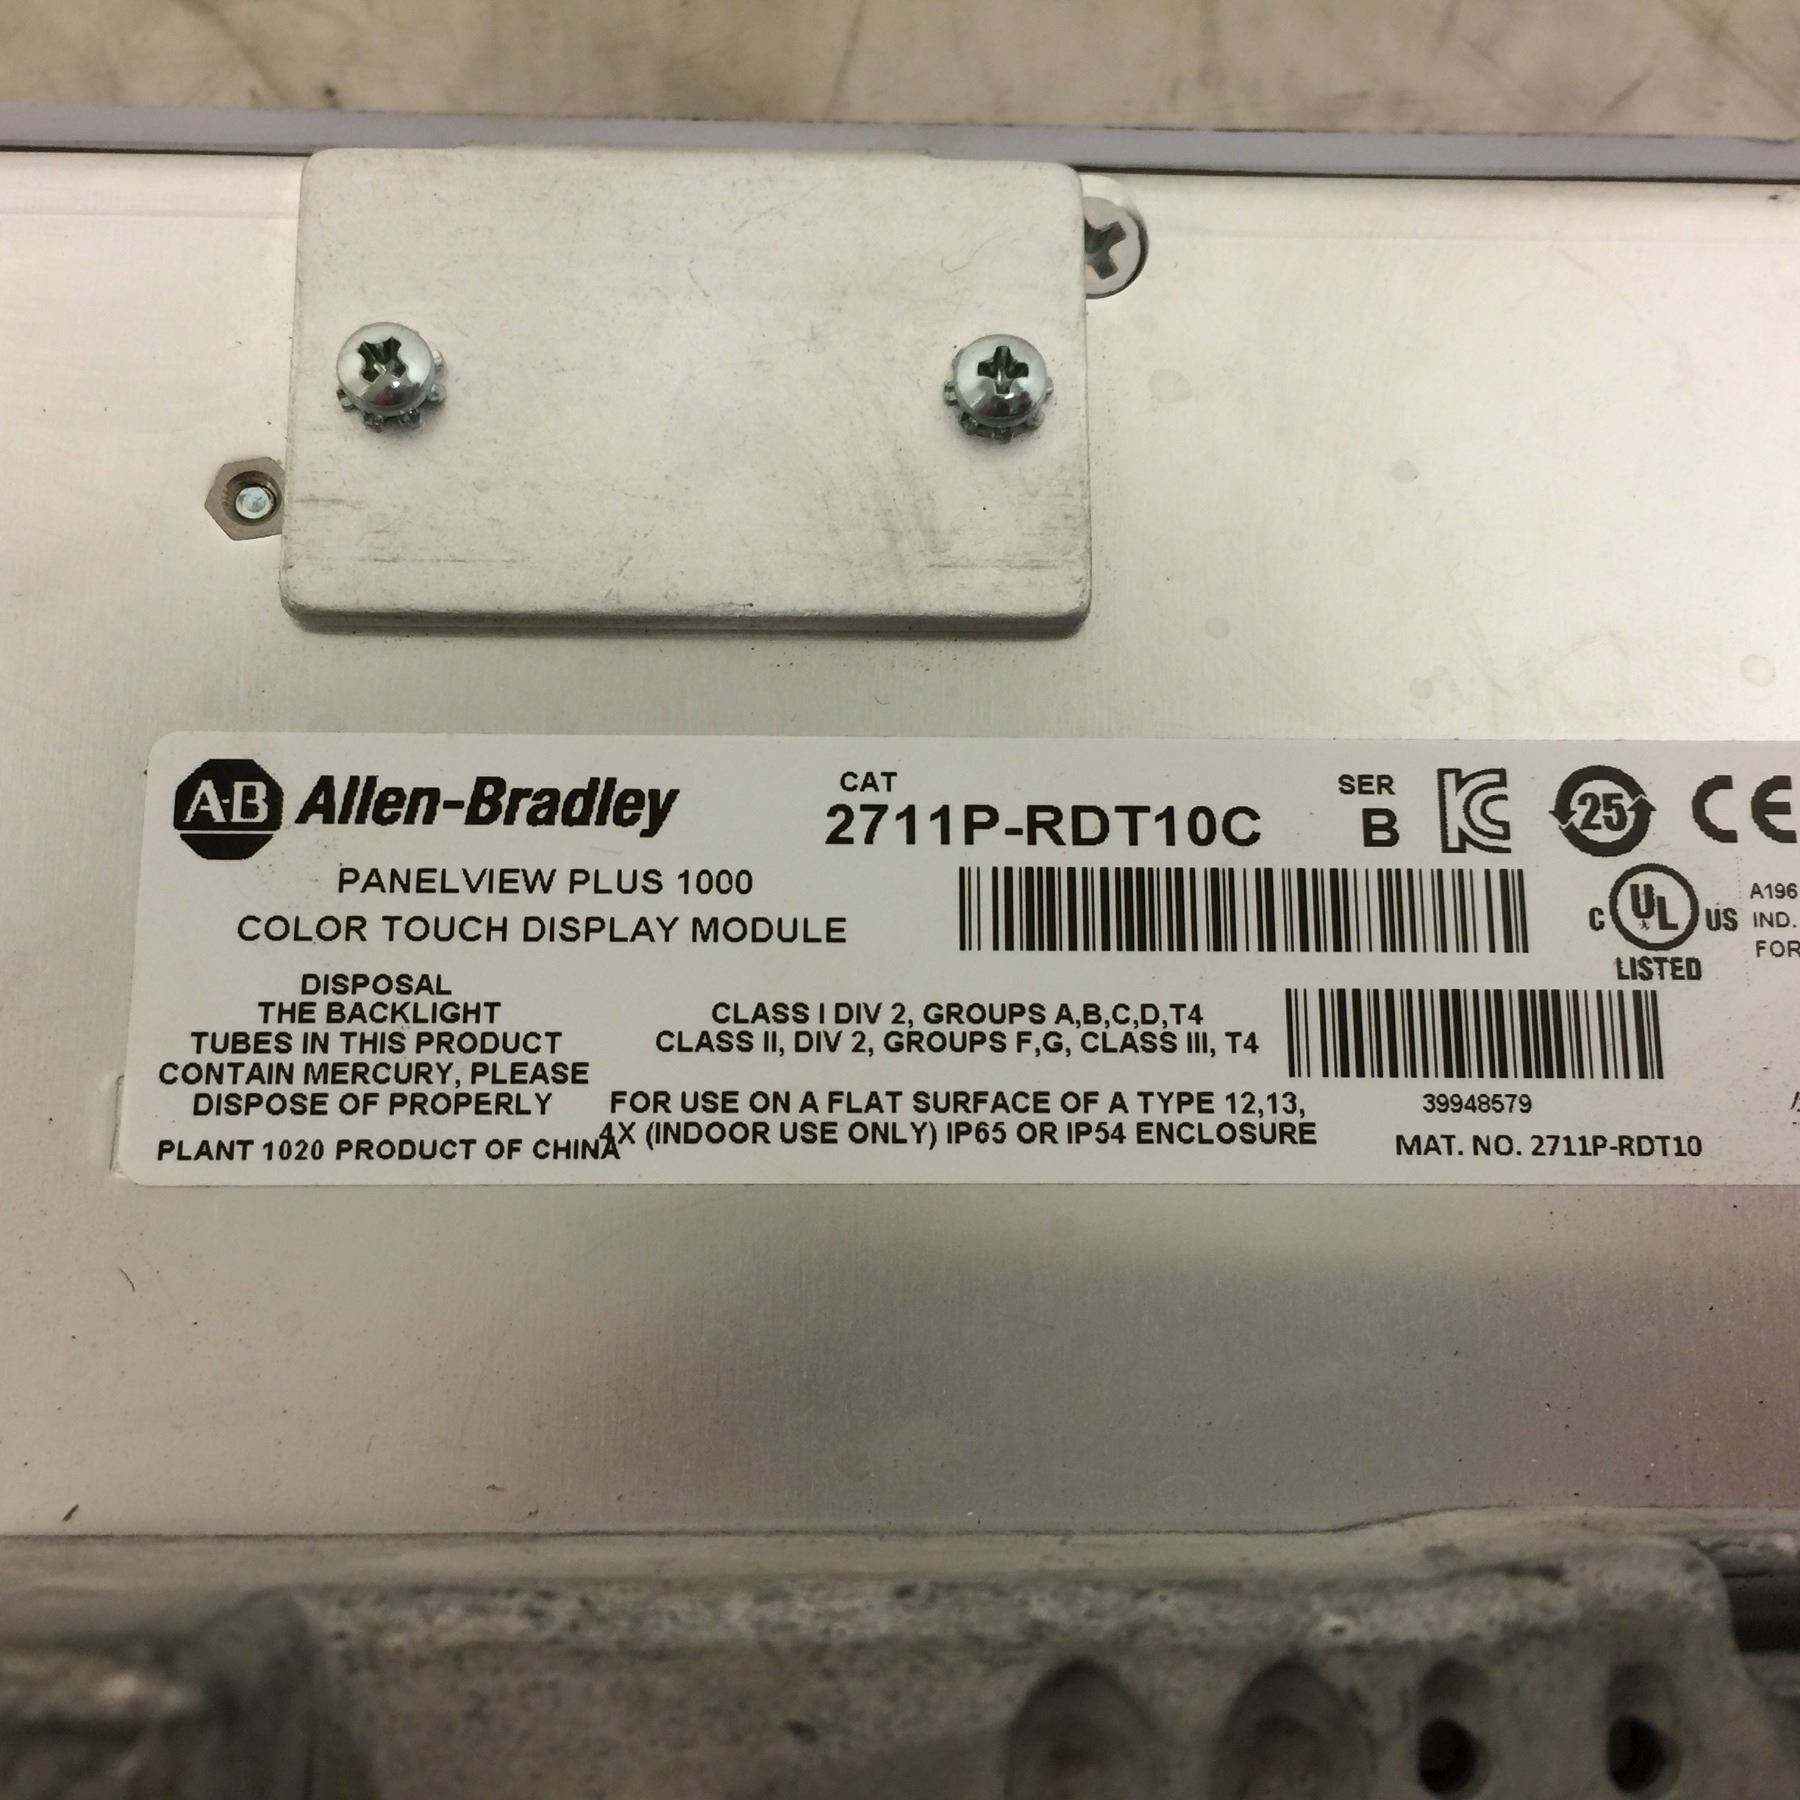 AB Allen-Bradley
CAT
2711P-RDT10C
SER
B
25
CE
PANELVIEW PLUS 1000
COLOR TOUCH DISPLAY MODULE
C UL US
LISTED
A196
IND.
FOR
DISPOSAL
THE BACKLIGHT
TUBES IN THIS PRODUCT
CONTAIN MERCURY, PLEASE
DISPOSE OF PROPERLY
PLANT 1020 PRODUCT OF CHINA
CLASS I DIV 2, GROUPS A,B,C,D,T4
CLASS II, DIV 2, GROUPS F,G, CLASS III, T4
FOR USE ON A FLAT SURFACE OF A TYPE 12,13,
4X (INDOOR USE ONLY) IP65 OR IP54 ENCLOSURE
39948579
MAT. NO. 2711P-RDT10